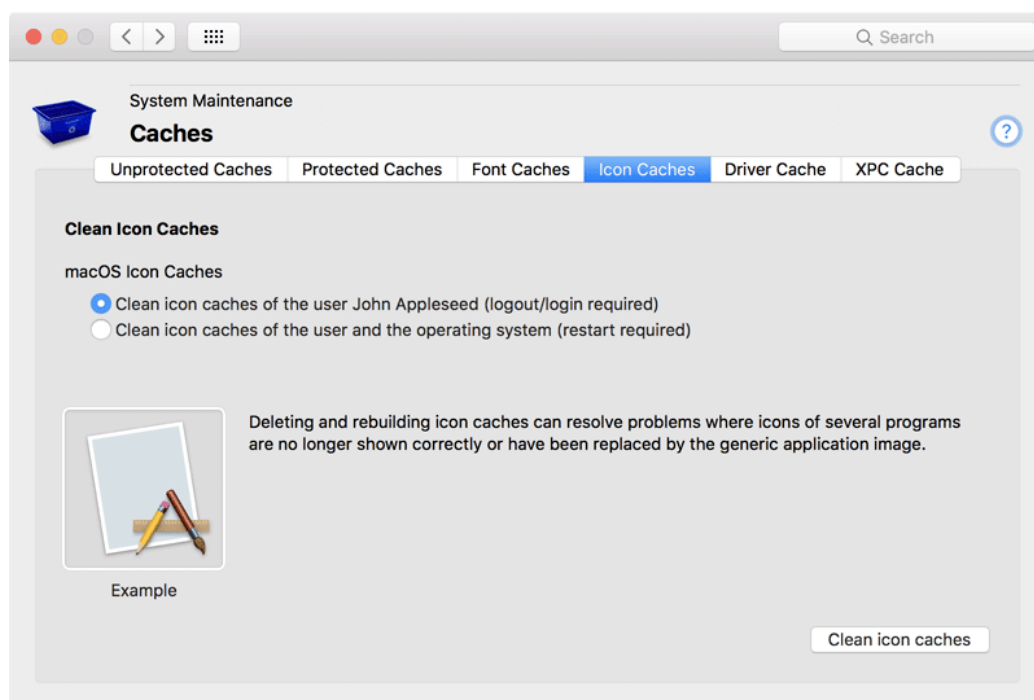 Search
System Maintenance
Caches
?
Unprotected Caches
Protected Caches
Font Caches
Icon Caches
Driver Cache
XPC Cache
Clean Icon Caches
macOS Icon Caches
Clean icon caches of the user John Appleseed (logout/login required)
Clean icon caches of the user and the operating system (restart required)
Deleting and rebuilding icon caches can resolve problems where icons of several programs
are no longer shown correctly or have been replaced by the generic application image.
Example
Clean icon caches